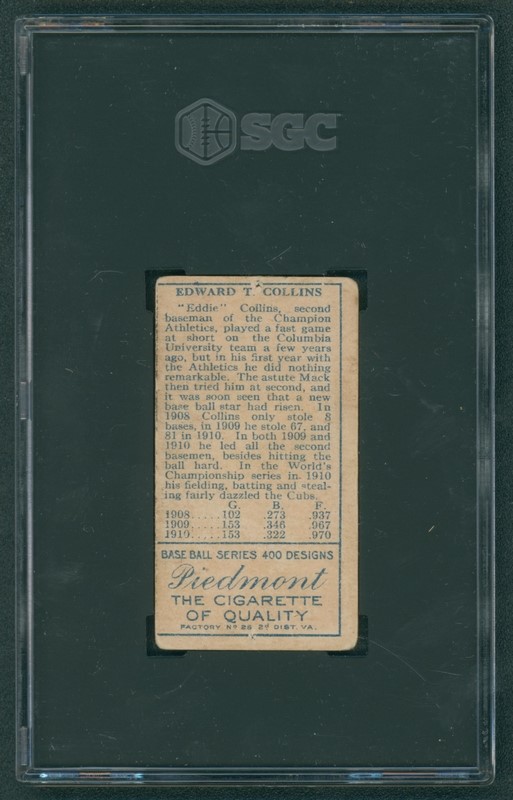 SGC
EDWARD T. COLLINS
"Eddie" Collins, second
baseman of the Champion
Athletics, played a fast game
at short on the Columbia
University team a few years
ago, but in his first year with
the Athletics he did nothing
remarkable. The astute Mack
then tried him at second, and
it was soon seen that a new
base ball star had risen. In
1908 Collins only stole 8
bases, in 1909 he stole 67, and
81 in 1910. In both 1909 and
1910 he led all the second
basemen, besides hitting the
ball hard. In the World's
Championship series in 1910
his fielding, batting and steal-
ing fairly dazzled the Cubs.
G. B. F.
1908.....102 .273 .937
1909.....153 .346 .967
1910.....153 .322 .970
BASE BALL SERIES 400 DESIGNS
Piedmont
THE CIGARETTE
OF QUALITY
FACTORY No 25 2d DIST. VA.